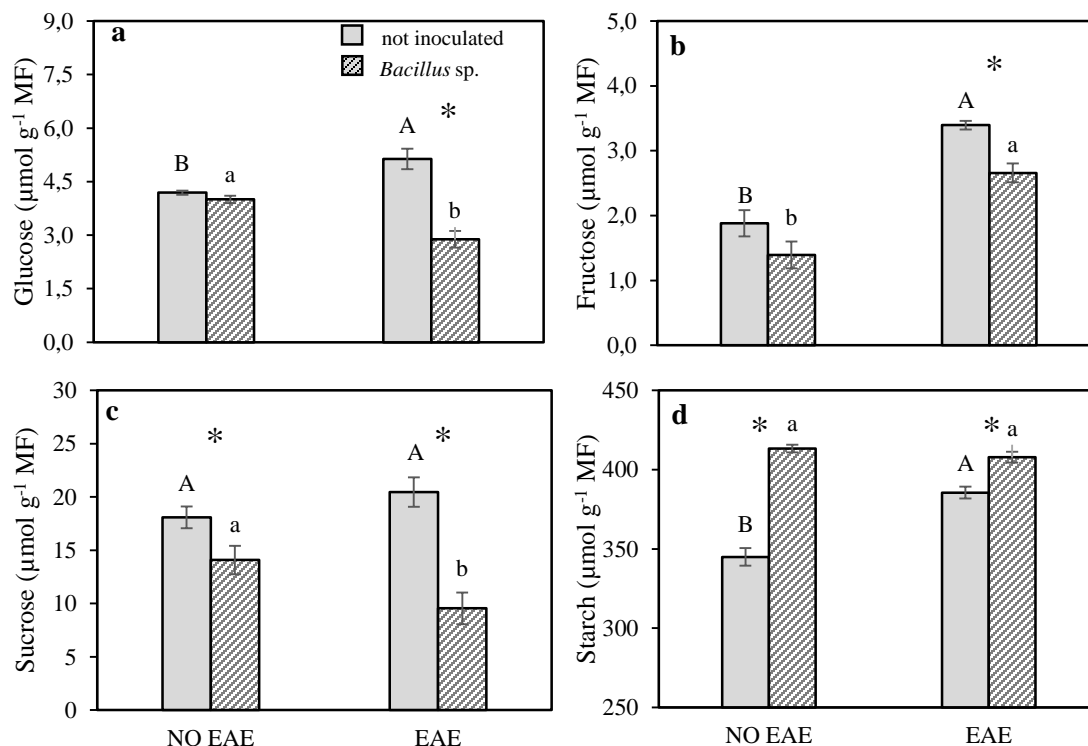 a
not inoculated
Bacillus sp.
9,0
7,5
6,0
4,5
3,0
1,5
0,0
Glucose (µmol g-1 MF)
B
a
A
*
b
b
5,0
4,0
3,0
2,0
1,0
0,0
Fructose (µmol g-1 MF)
B
b
*
A
a
c
30
25
20
15
10
5
0
Sucrose (µmol g-1 MF)
*
A
a
*
A
b
NO EAE
EAE
d
450
400
350
300
250
Starch (µmol g-1 MF)
* a
B
* a
A
NO EAE
EAE